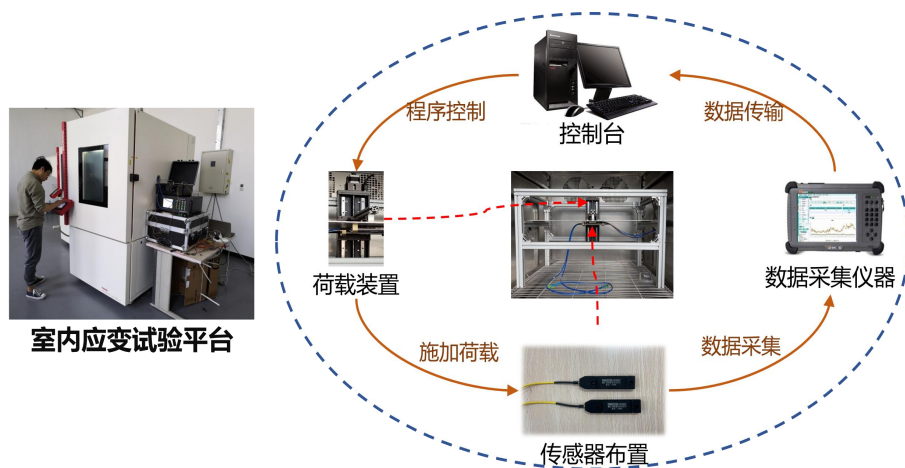 控制台
程序控制
数据传输
荷载装置
数据采集仪器
室内应变试验平台
施加荷载
数据采集
传感器布置